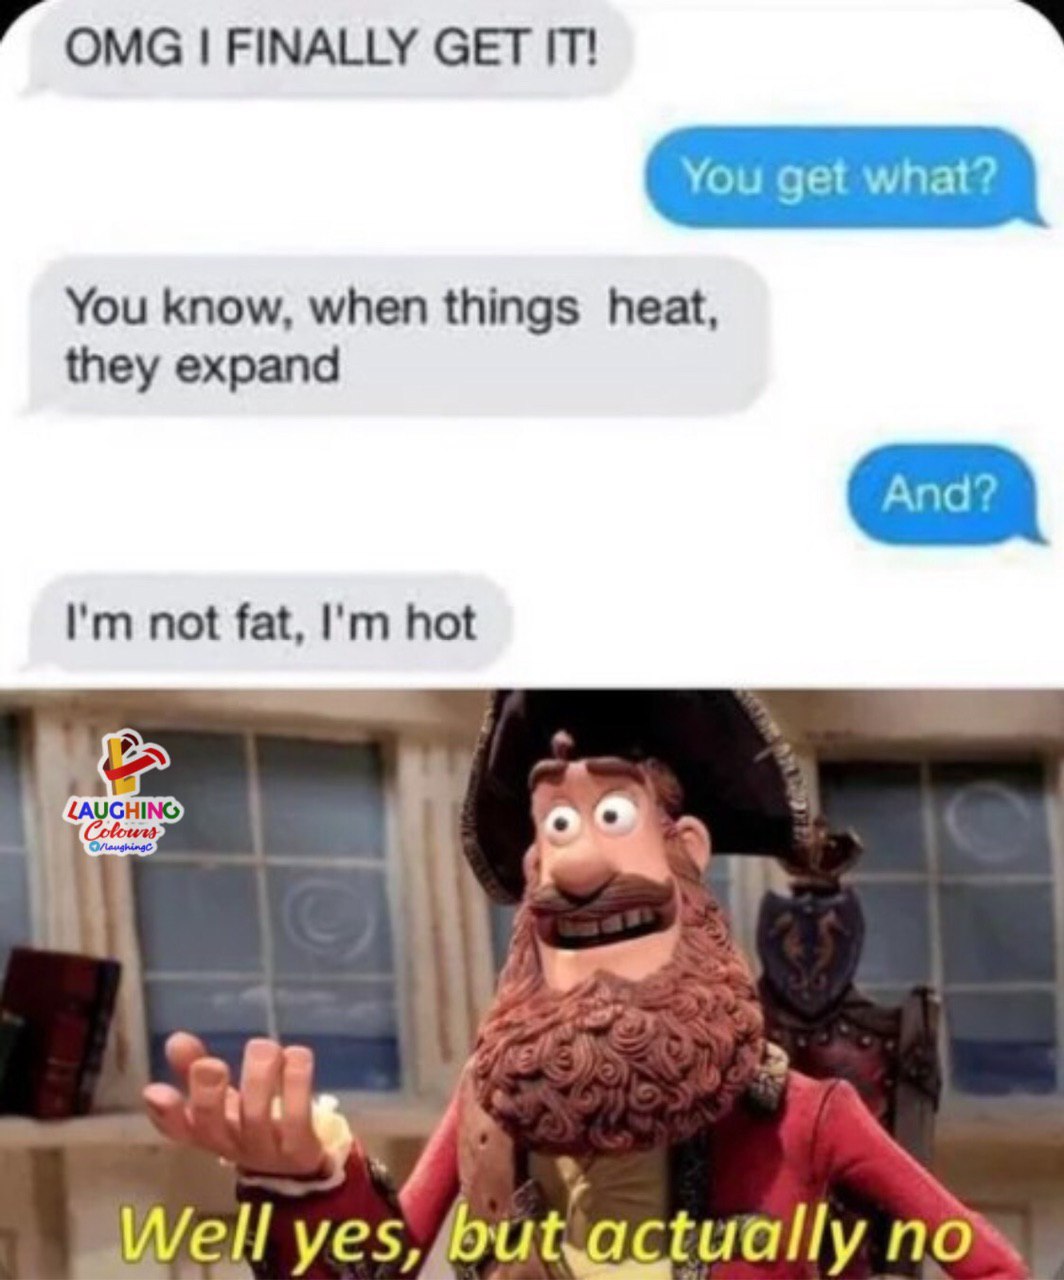 OMG I FINALLY GET IT!
You get what?
You know, when things heat,
they expand
And?
I'm not fat, I'm hot
LAUGHING
Colours
/laughingC
Well yes, but actually no